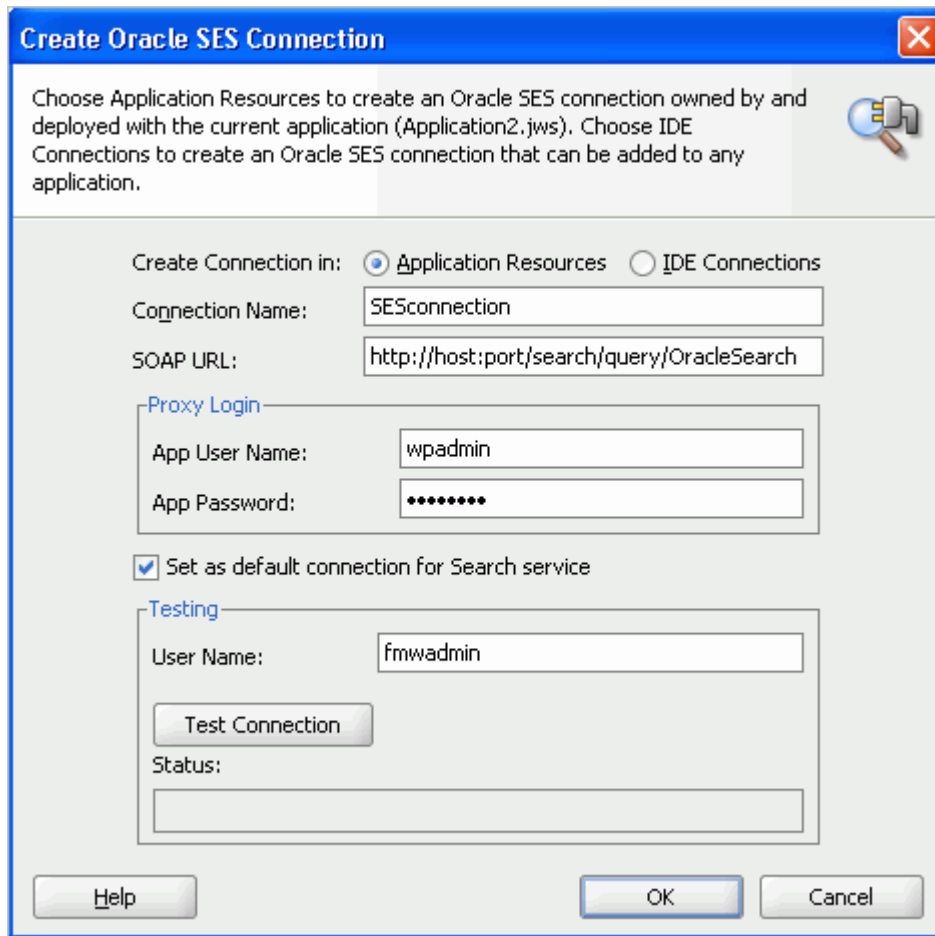 Create Oracle SES Connection
Choose Application Resources to create an Oracle SES connection owned by and
deployed with the current application (Application2.jws). Choose IDE
Connections to create an Oracle SES connection that can be added to any
application.
Create Connection in: Application Resources IDE Connections
Connection Name: SESconnection
SOAP URL: http://host:port/search/query/OracleSearch
Proxy Login
App User Name: wpadmin
App Password: ••••••••
Set as default connection for Search service
Testing
User Name: fmwadmin
Test Connection
Status:
Help OK Cancel